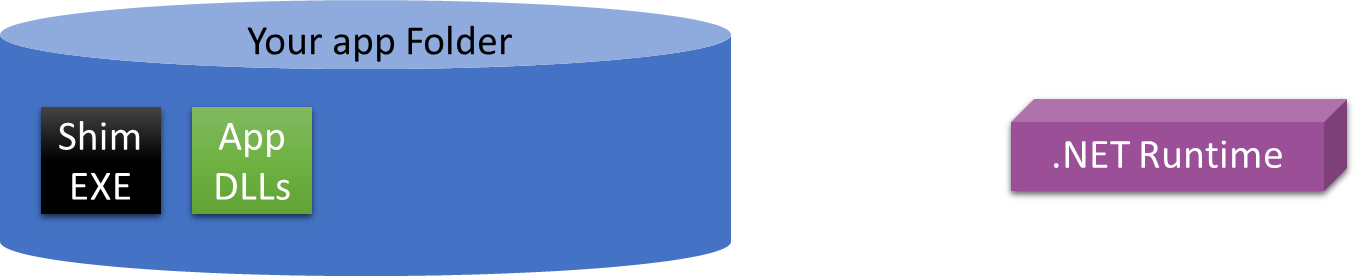 Your app Folder
Shim
EXE
App
DLLs
.NET Runtime